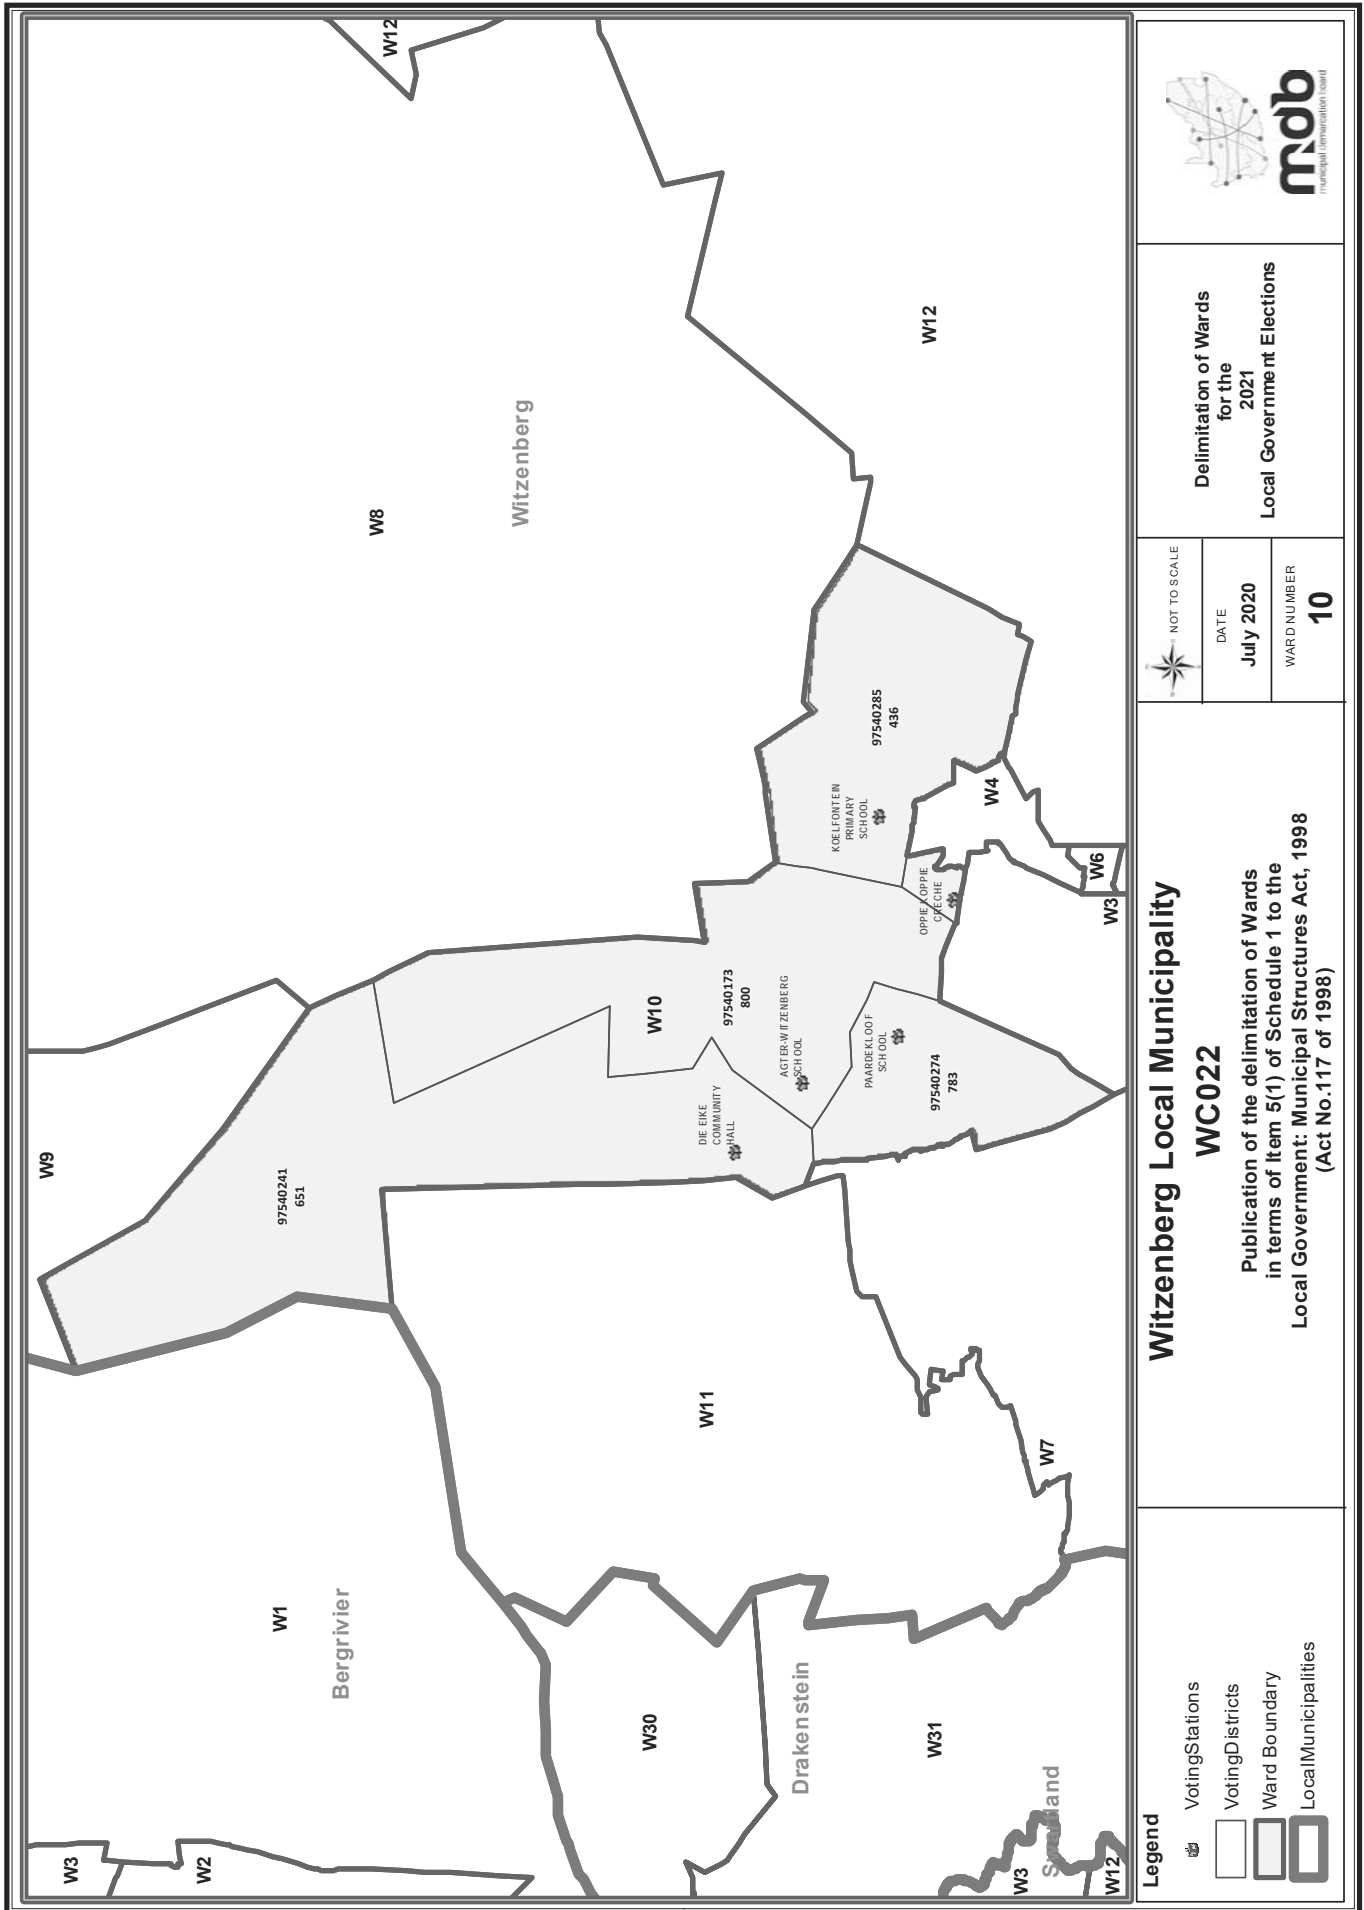 W3
W2
W1
Bergrivier
W30
Drakenstein
W31
W3
W12
W9
W11
W7
97540241
651
DIE EIKE
COMMUNITY
HALL
W10
97540173
800
AGTER-WITZENBERG
SCHOOL
PAARDEKLOOF
SCHOOL
97540274
783
OPPIE KOPPIE
CRECHE
KOELFONTEIN
PRIMARY
SCHOOL
97540285
436
W4
W6
W3
W8
Witzenberg
W12
W12
Legend
VotingStations
VotingDistricts
Ward Boundary
LocalMunicipalities
Witzenberg Local Municipality
WC022
Publication of the delimitation of Wards
in terms of Item 5(1) of Schedule 1 to the
Local Government: Municipal Structures Act, 1998
(Act No.117 of 1998)
NOT TO SCALE
DATE
July 2020
WARD NUMBER
10
Delimitation of Wards
for the
2021
Local Government Elections
mdb
municipal demarcation board